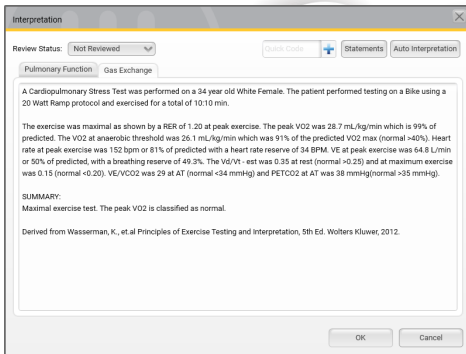 Interpretation
Review Status: Not Reviewed Quick Code Statements Auto Interpretation
Pulmonary Function Gas Exchange
A Cardiopulmonary Stress Test was performed on a 34 year old White Female. The patient performed testing on a Bike using a
20 Watt Ramp protocol and exercised for a total of 10:10 min.
The exercise was maximal as shown by a RER of 1.20 at peak exercise. The peak VO2 was 28.7 mL/kg/min which is 99% of
predicted. The VO2 at anaerobic threshold was 26.1 mL/kg/min which was 91% of the predicted VO2 max (normal >40%). Heart
rate at peak exercise was 152 bpm or 81% of predicted with a heart rate reserve of 34 BPM. VE at peak exercise was 64.8 L/min
or 50% of predicted, with a breathing reserve of 49.3%. The Vd/Vt - est was 0.35 at rest (normal >0.25) and at maximum exercise
was 0.15 (normal <0.20). VE/VCO2 was 29 at AT (normal <34 mmHg) and PETCO2 at AT was 38 mmHg(normal >35 mmHg).
SUMMARY:
Maximal exercise test. The peak VO2 is classified as normal.
Derived from Wasserman, K., et.al Principles of Exercise Testing and Interpretation, 5th Ed. Wolters Kluwer, 2012.
OK Cancel